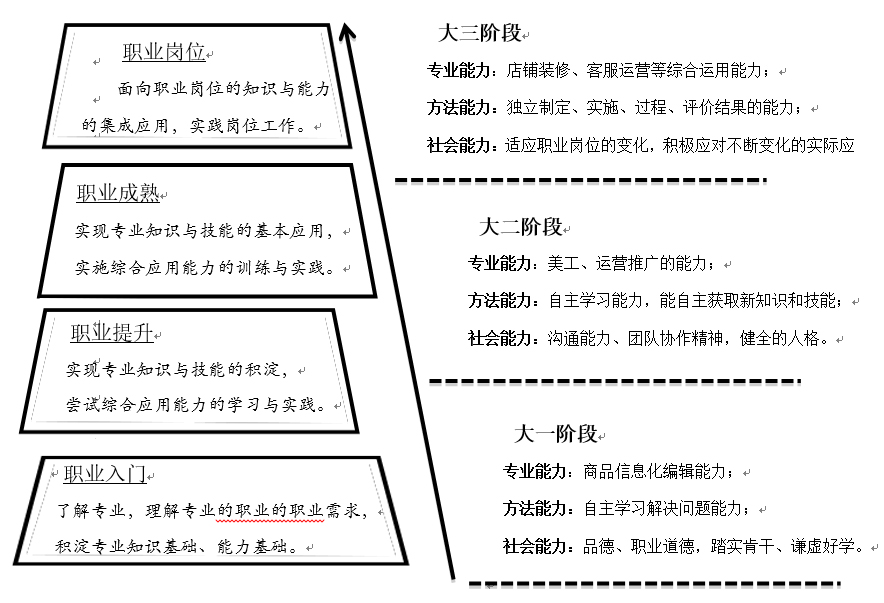 职业岗位
面向职业岗位的知识与能力
的集成应用，实践岗位工作。
职业成熟
实现专业知识与技能的基本应用，
实施综合应用能力的训练与实践。
职业提升
实现专业知识与技能的积淀，
尝试综合应用能力的学习与实践。
职业入门
了解专业，理解专业的职业的职业需求，
积淀专业知识基础、能力基础。
大三阶段
专业能力：店铺装修、客服运营等综合运用能力；
方法能力：独立制定、实施、过程、评价结果的能力；
社会能力：适应职业岗位的变化，积极应对不断变化的实际应
大二阶段
专业能力：美工、运营推广的能力；
方法能力：自主学习能力，能自主获取新知识和技能；
社会能力：沟通能力、团队协作精神，健全的人格。
大一阶段
专业能力：商品信息化编辑能力；
方法能力：自主学习解决问题能力；
社会能力：品德、职业道德，踏实肯干、谦虚好学。